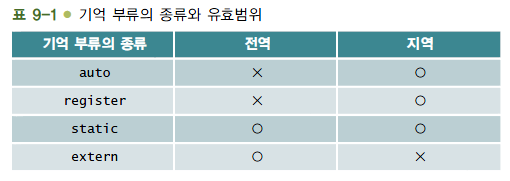 표 9-1 ● 기억 부류의 종류와 유효범위
기억 부류의 종류 전역 지역
auto × ○
register × ○
static ○ ○
extern ○ ×